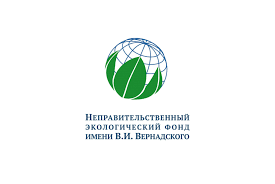 Неправительственный
экологический фонд
имени В.И. Вернадского